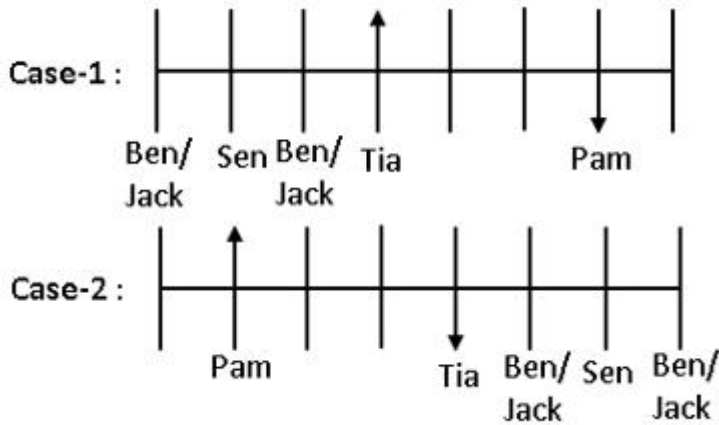 Case-1 :
Ben/ Sen Ben/ Tia Pam
Jack Jack
Case-2 :
Pam Tia Ben/ Sen Ben/
Jack Jack